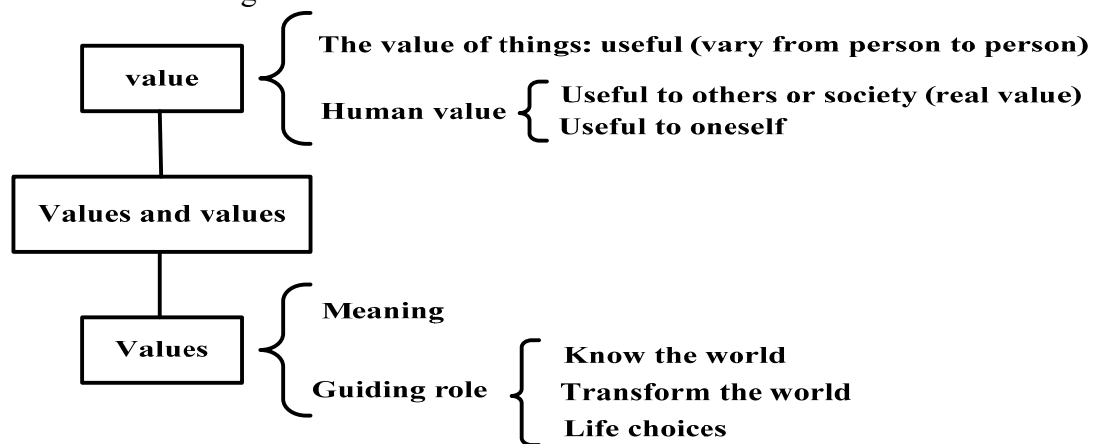 value
The value of things: useful (vary from person to person)
Human value
Useful to others or society (real value)
Useful to oneself
Values and values
Values
Meaning
Guiding role
Know the world
Transform the world
Life choices